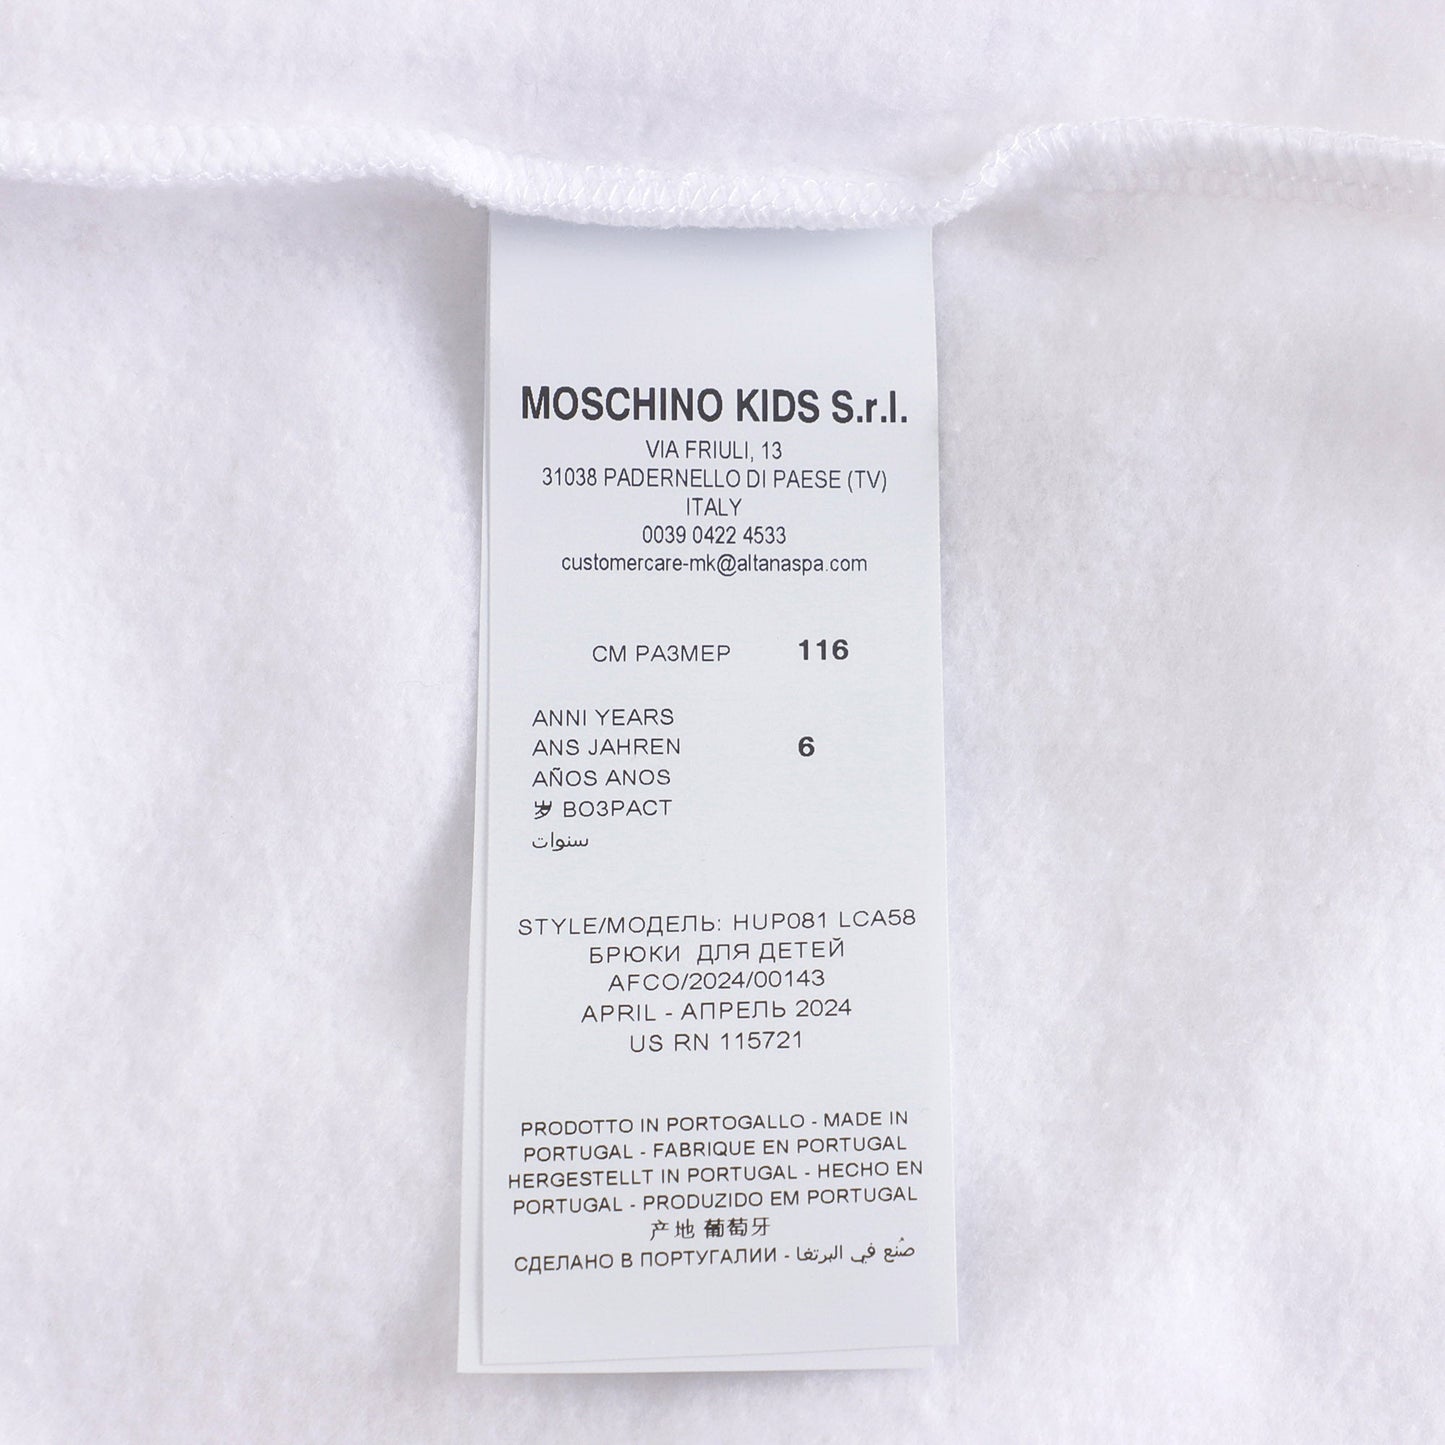 MOSCHINO KIDS S.r.l.
VIA FRIULI, 13
31038 PADERNELLO DI PAESE (TV)
ITALY
0039 0422 4533
customercare-mk@altanaspa.com
СМ РАЗМЕР 116
ANNI YEARS
ANS JAHREN 6
AÑOS ANOS
岁 ВОЗРАСТ
سنوات
STYLE/МОДЕЛЬ: HUP081 LCA58
БРЮКИ ДЛЯ ДЕТЕЙ
AFCO/2024/00143
APRIL - АПРЕЛЬ 2024
US RN 115721
PRODOTTO IN PORTOGALLO - MADE IN
PORTUGAL - FABRIQUE EN PORTUGAL
HERGESTELLT IN PORTUGAL - HECHO EN
PORTUGAL - PRODUZIDO EM PORTUGAL
产地 葡萄牙
СДЕЛАНО В ПОРТУГАЛИИ - صُنع في البرتغا